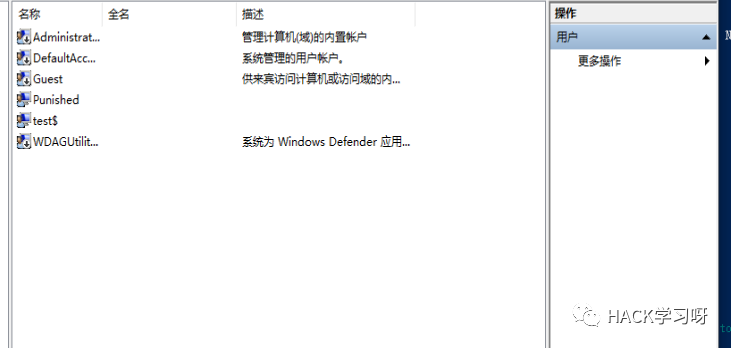 名称 全名 描述
Administrat... 管理计算机(域)的内置帐户
DefaultAcc... 系统管理的用户帐户。
Guest 供来宾访问计算机或访问域的内...
Punished
test$
WDAGUtilit... 系统为 Windows Defender 应用...
操作
用户
更多操作
N
to
HACK学习呀